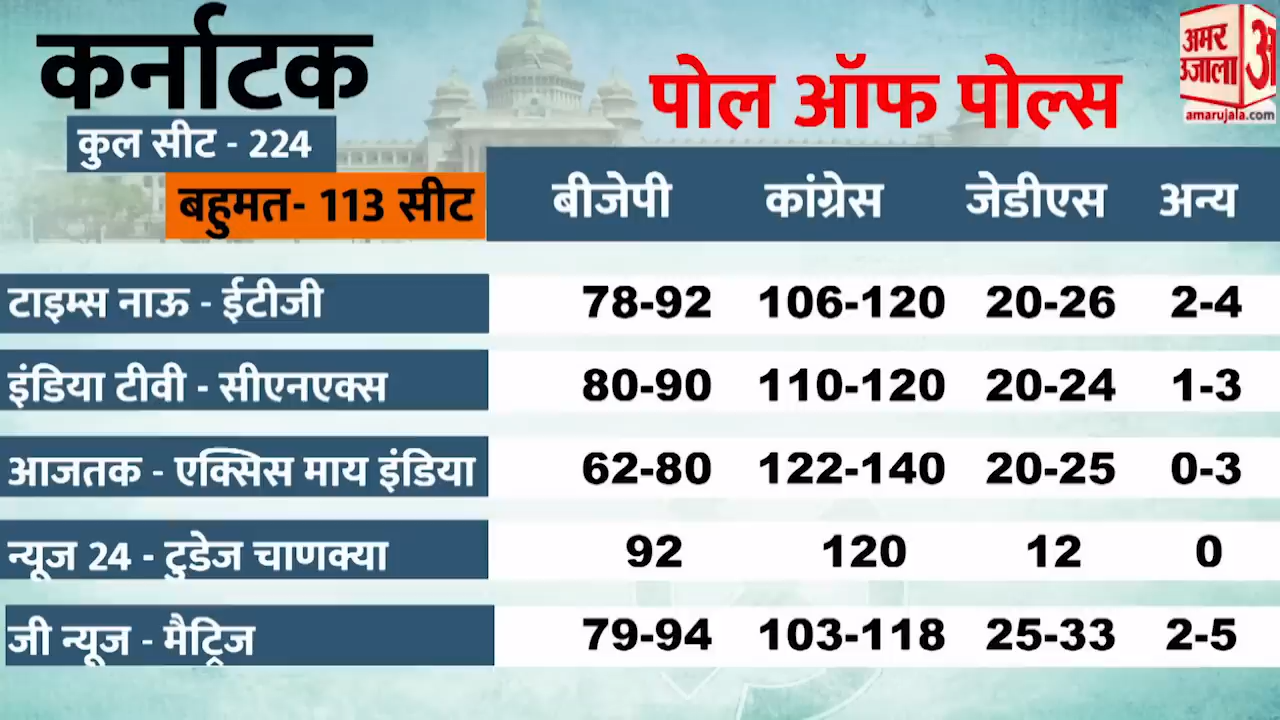 कर्नाटक
कुल सीट - 224
बहुमत- 113 सीट
पोल ऑफ पोल्स
अमर
उजाला
अ
amarujala.com
बीजेपी कांग्रेस जेडीएस अन्य
टाइम्स नाऊ - ईटीजी 78-92 106-120 20-26 2-4
इंडिया टीवी - सीएनएक्स 80-90 110-120 20-24 1-3
आजतक - एक्सिस माय इंडिया 62-80 122-140 20-25 0-3
न्यूज 24 - टुडेज चाणक्या 92 120 12 0
जी न्यूज - मैट्रिज 79-94 103-118 25-33 2-5